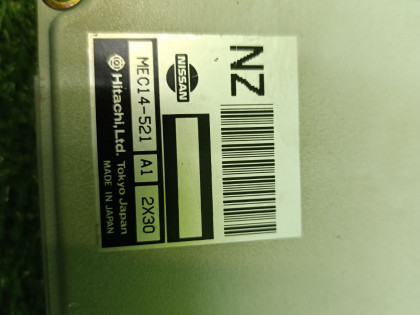 NZ
NISSAN
MEC14-521 A1 2X30
Hitachi,Ltd. Tokyo Japan
MADE IN JAPAN